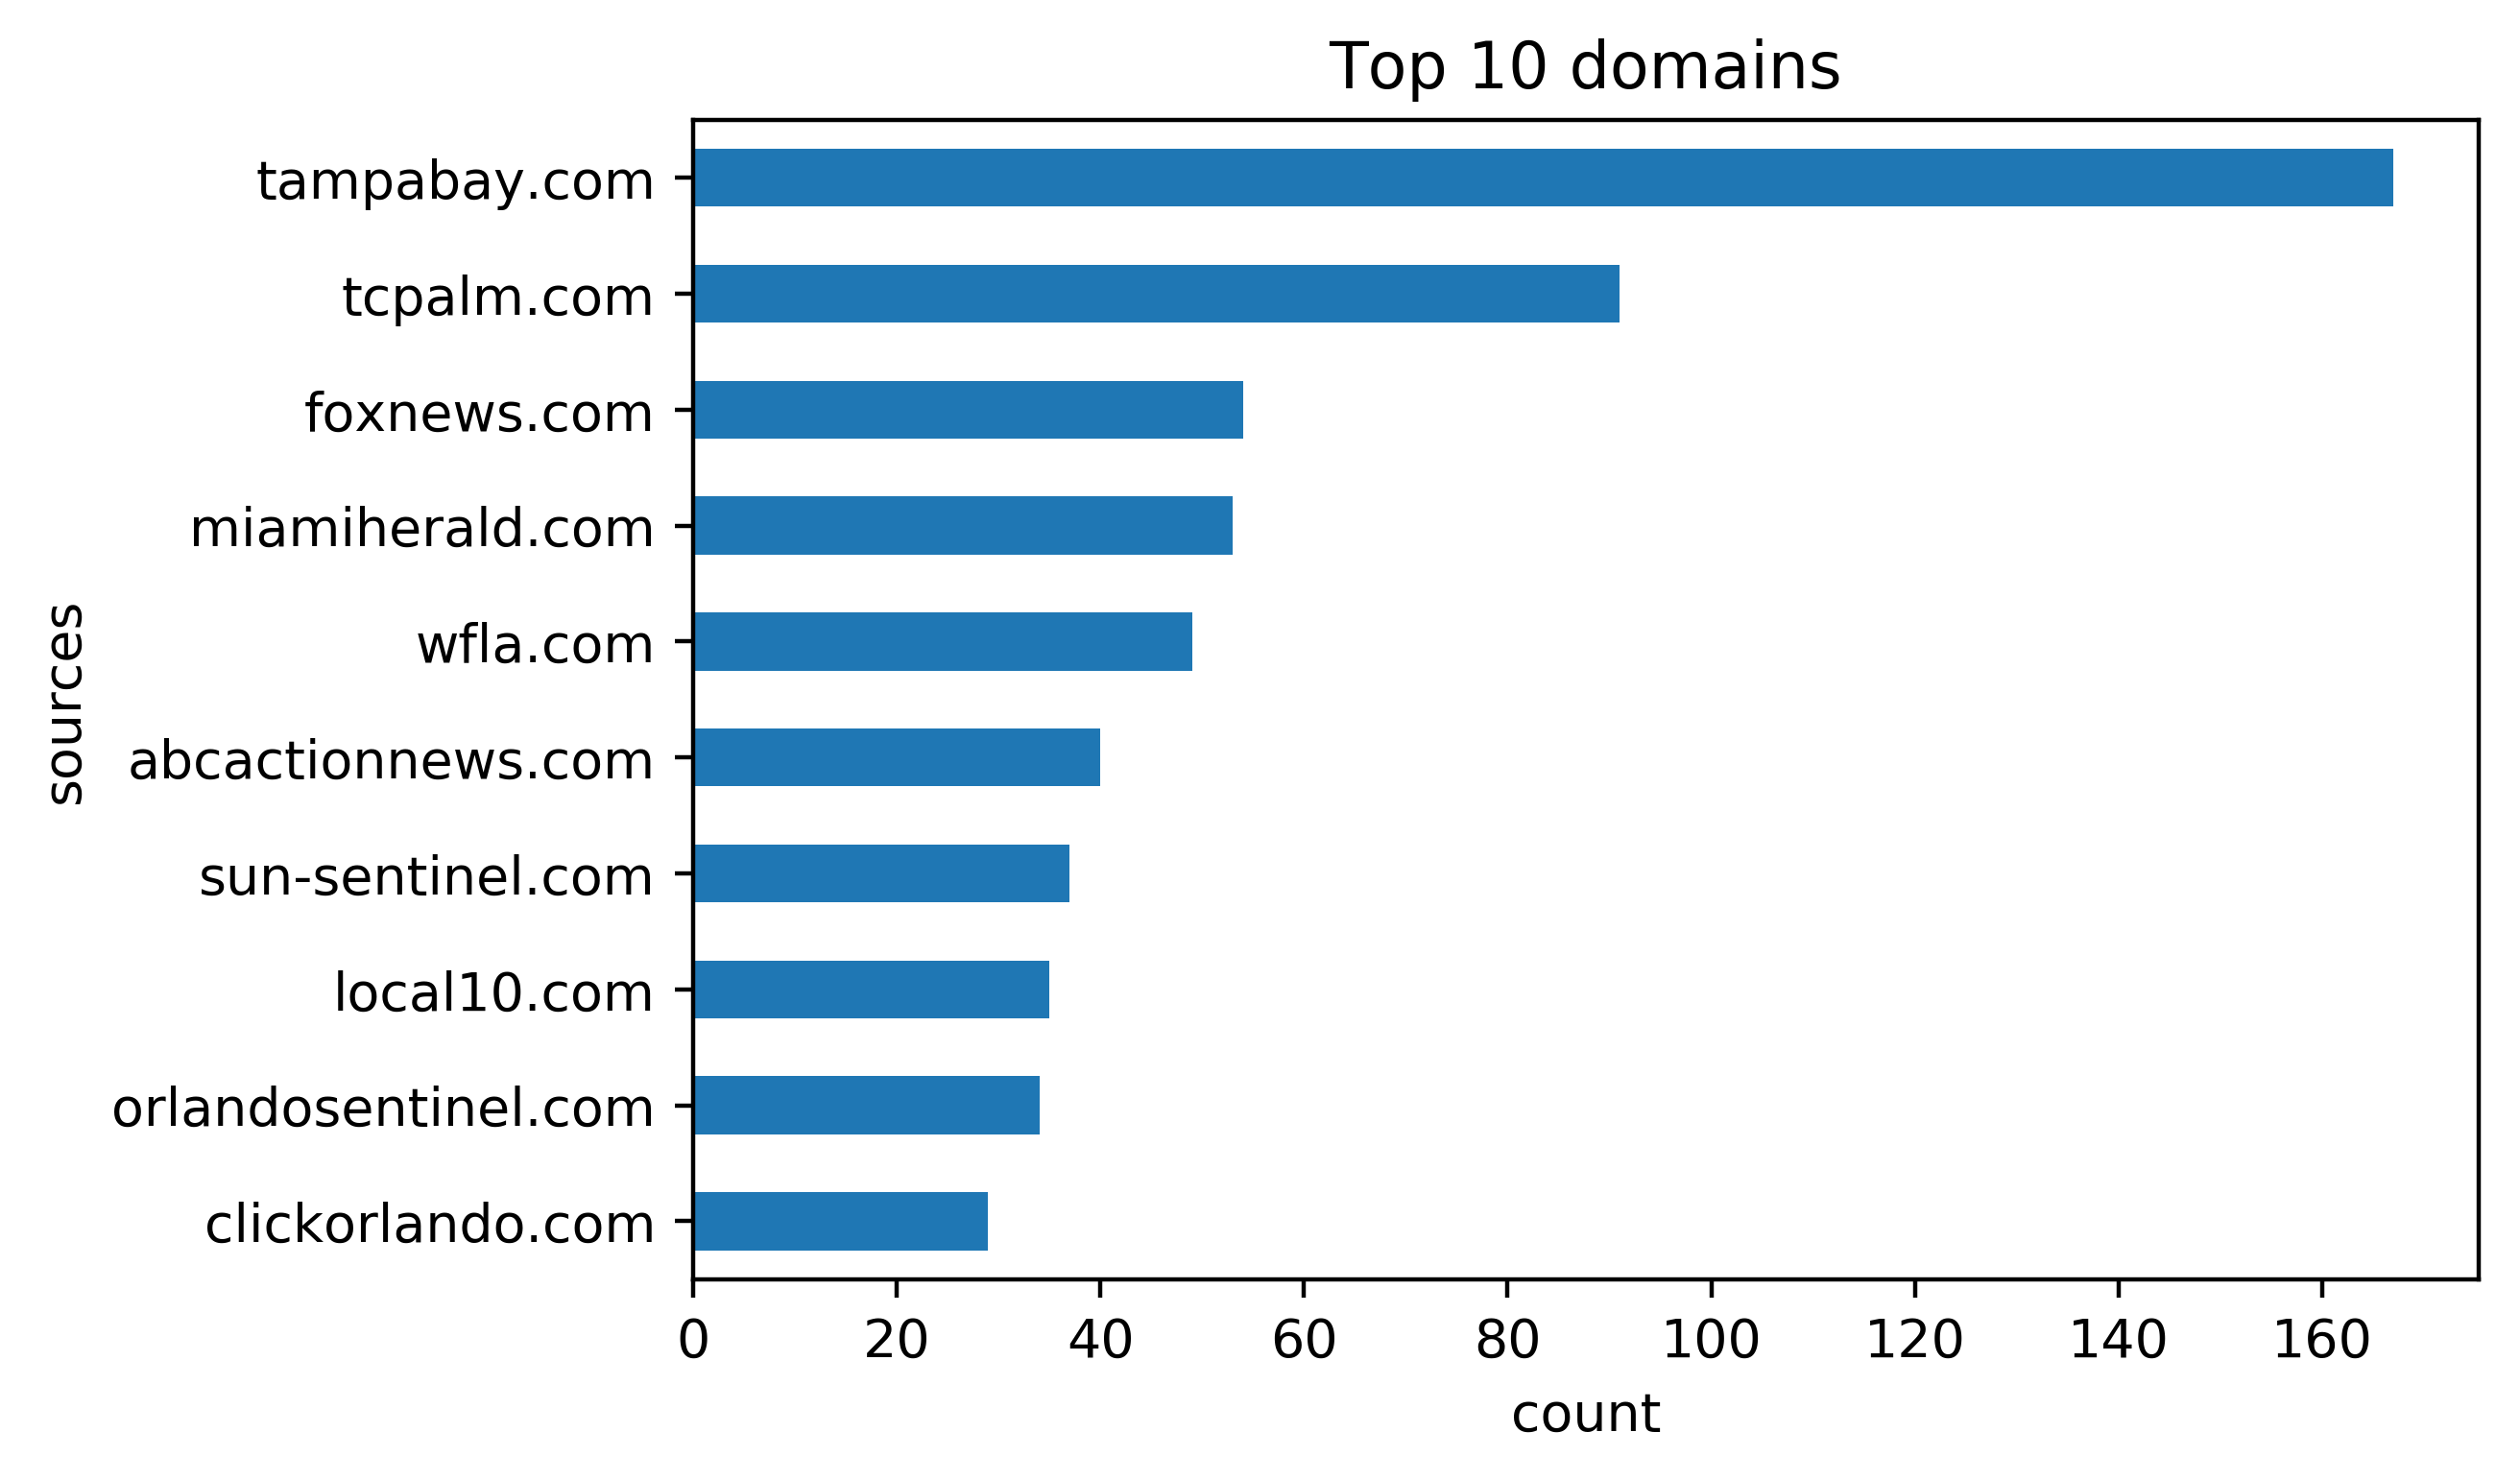 Top 10 domains
tampabay.com
tcpalm.com
foxnews.com
miamiherald.com
wfla.com
abcactionnews.com
sun-sentinel.com
local10.com
orlandosentinel.com
clickorlando.com
sources
0 20 40 60 80 100 120 140 160
count